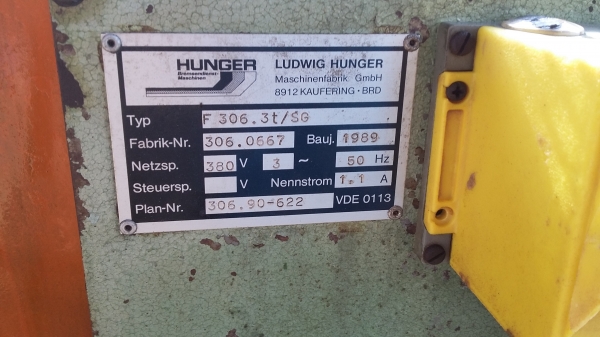 HUNGER
Bremsendienst-
Maschinen
LUDWIG HUNGER
Maschinenfabrik GmbH
8912 KAUFERING · BRD
Typ F 306.3t/SG
Fabrik-Nr. 306.0667 Bauj. 1989
Netzsp. 380 V 3 ~ 50 Hz
Steuersp. V Nennstrom 1.1 A
Plan-Nr. 306.90-622 VDE 0113